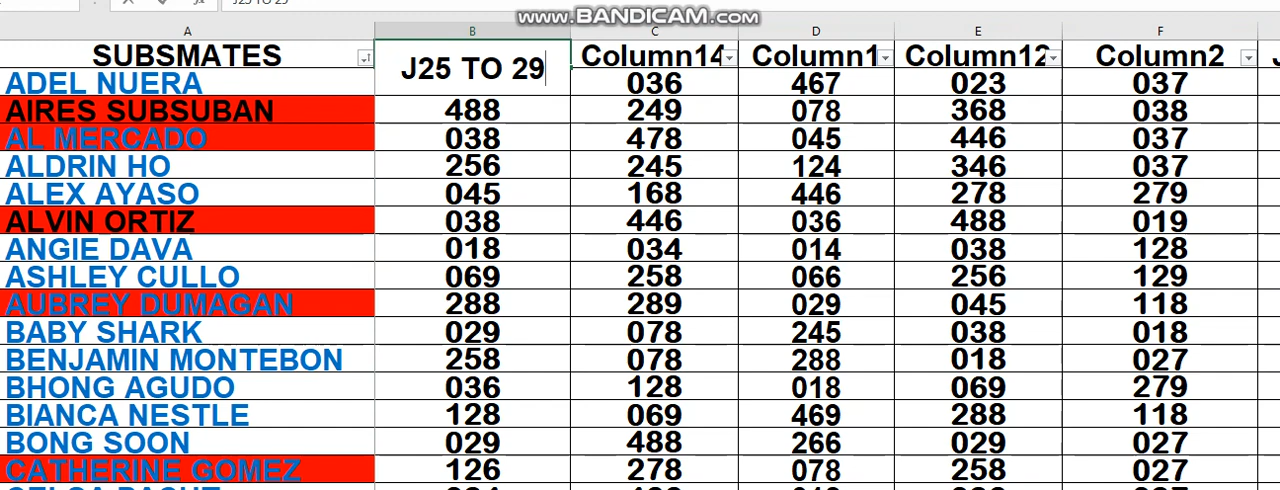 J25 TO 29
www.BANDICAM.com
A B C D E F
SUBSMATES J25 TO 29 Column14 Column1 Column12 Column2
ADEL NUERA 036 467 023 037
AIRES SUBSUBAN 488 249 078 368 038
AL MERCADO 038 478 045 446 037
ALDRIN HO 256 245 124 346 037
ALEX AYASO 045 168 446 278 279
ALVIN ORTIZ 038 446 036 488 019
ANGIE DAVA 018 034 014 038 128
ASHLEY CULLO 069 258 066 256 129
AUBREY DUMAGAN 288 289 029 045 118
BABY SHARK 029 078 245 038 018
BENJAMIN MONTEBON 258 078 288 018 027
BHONG AGUDO 036 128 018 069 279
BIANCA NESTLE 128 069 469 288 118
BONG SOON 029 488 266 029 027
CATHERINE GOMEZ 126 278 078 258 027